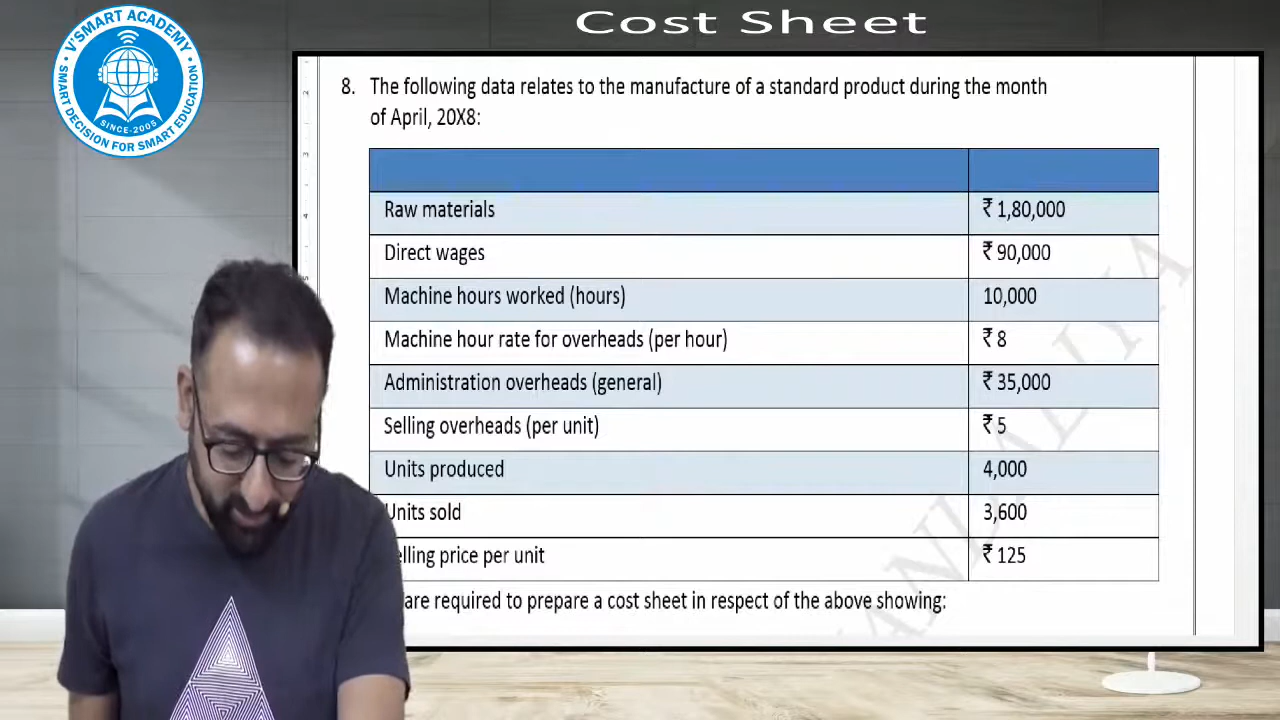 Cost Sheet
V'SMART ACADEMY
SINCE-2005
SMART DECISION FOR SMART EDUCATION
8. The following data relates to the manufacture of a standard product during the month
of April, 20X8:
Raw materials ₹ 1,80,000
Direct wages ₹ 90,000
Machine hours worked (hours) 10,000
Machine hour rate for overheads (per hour) ₹ 8
Administration overheads (general) ₹ 35,000
Selling overheads (per unit) ₹ 5
Units produced 4,000
Units sold 3,600
elling price per unit ₹ 125
are required to prepare a cost sheet in respect of the above showing: